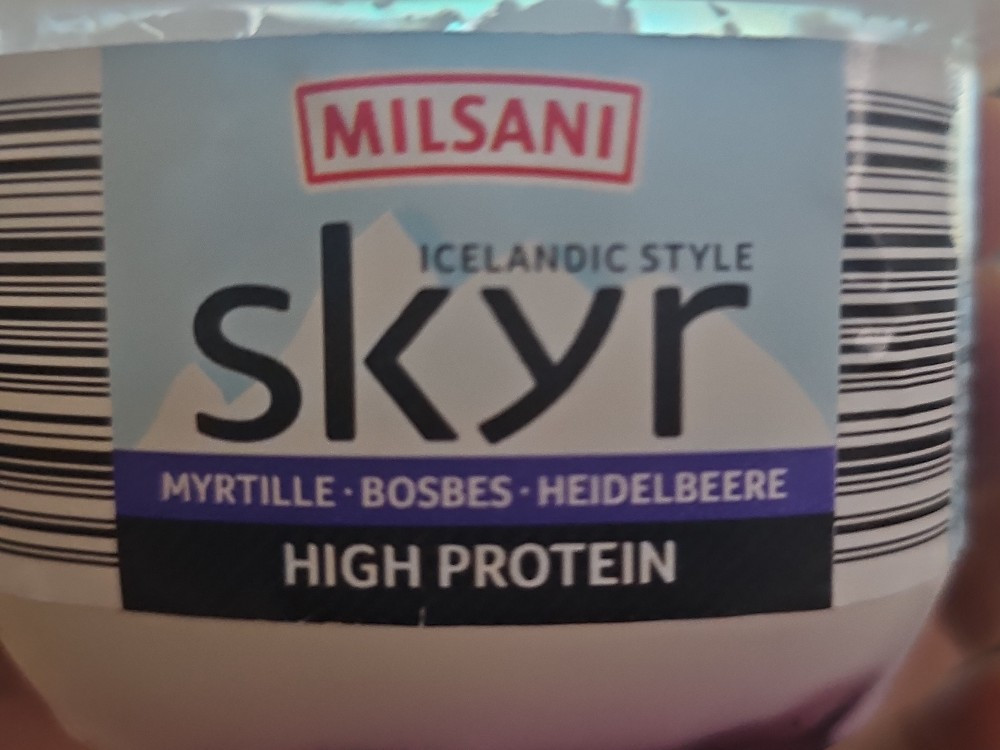 MILSANI
ICELANDIC STYLE
skyr
MYRTILLE · BOSBES · HEIDELBEERE
HIGH PROTEIN